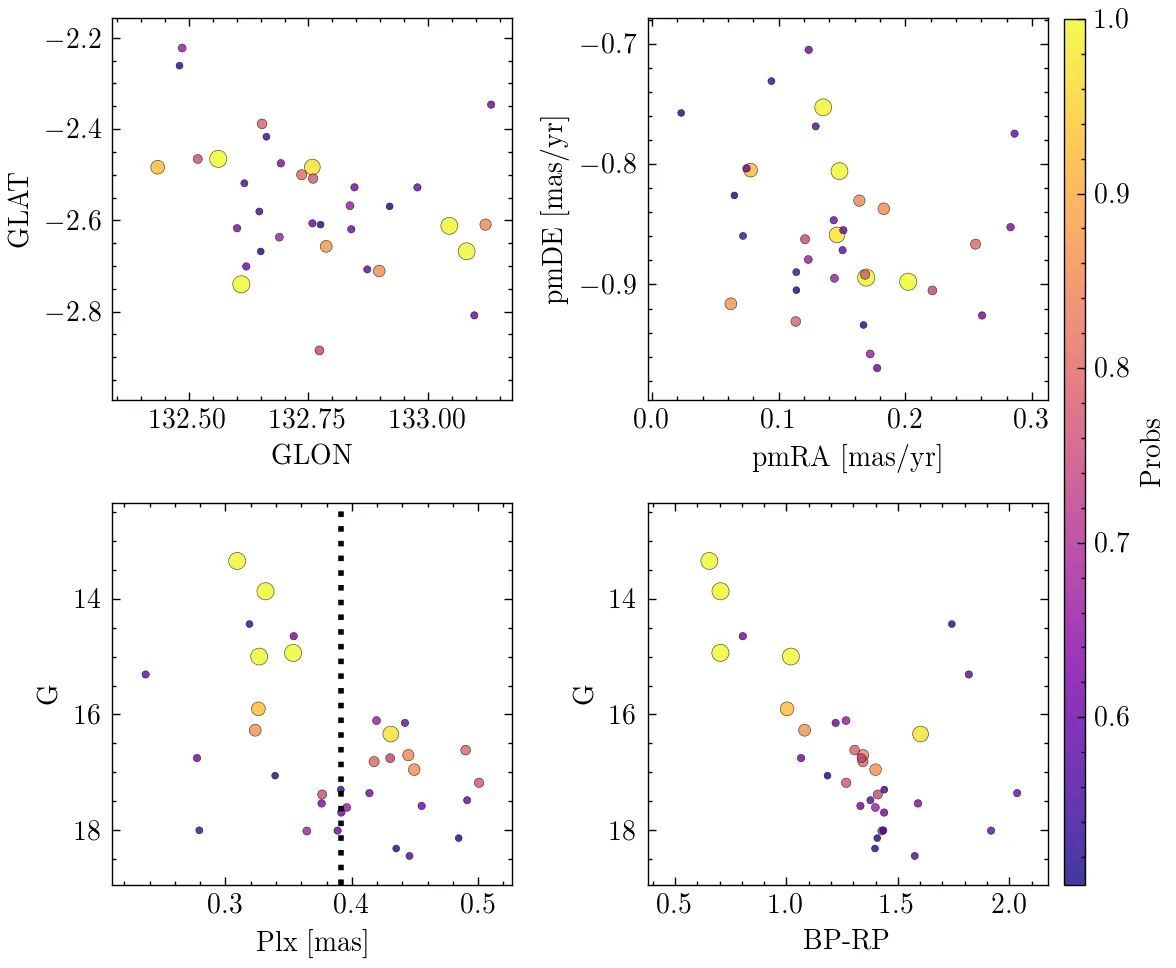 −2.2
−2.4
−2.6
−2.8
GLAT
132.50 132.75 133.00
GLON
−0.7
−0.8
−0.9
pmDE [mas/yr]
0.0 0.1 0.2 0.3
pmRA [mas/yr]
14
16
18
G
0.3 0.4 0.5
Plx [mas]
14
16
18
G
0.5 1.0 1.5 2.0
BP-RP
1.0
0.9
0.8
0.7
0.6
Probs